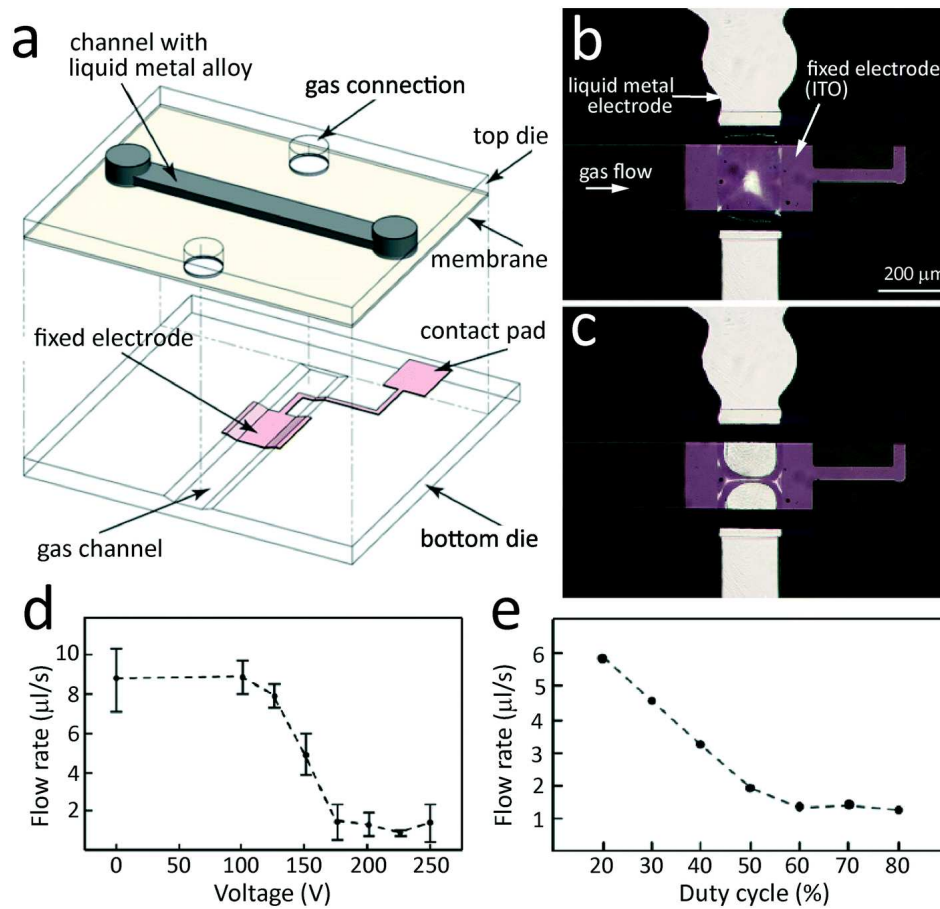 a
channel with
liquid metal alloy
gas connection
top die
membrane
fixed electrode
contact pad
gas channel
bottom die
b
liquid metal
electrode
fixed electrode
(ITO)
gas flow
200 μm
c
d
Flow rate (μl/s)
10
8
6
4
2
0
50
100
150
200
250
Voltage (V)
e
Flow rate (μl/s)
6
5
4
3
2
1
20
30
40
50
60
70
80
Duty cycle (%)